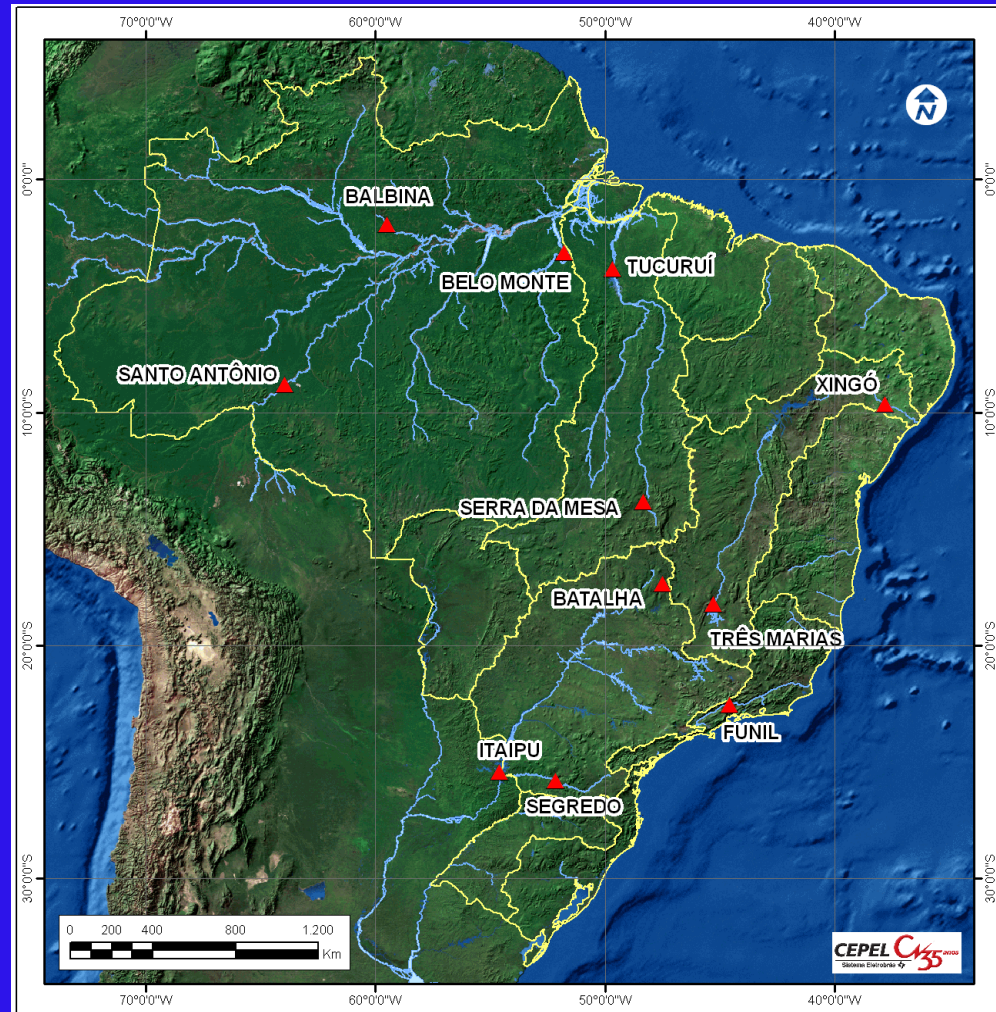 70°0'0"W 60°0'0"W 50°0'0"W 40°0'0"W
N
0°0'0" 0°0'0"
BALBINA
TUCURUÍ
BELO MONTE
SANTO ANTÔNIO
XINGÓ
10°0'0"S 10°0'0"S
SERRA DA MESA
BATALHA
TRÊS MARIAS
20°0'0"S 20°0'0"S
FUNIL
ITAIPU
SEGREDO
30°0'0"S 30°0'0"S
0 200 400 800 1.200
Km
CEPEL 35 anos
Sistema Eletrobrás
70°0'0"W 60°0'0"W 50°0'0"W 40°0'0"W